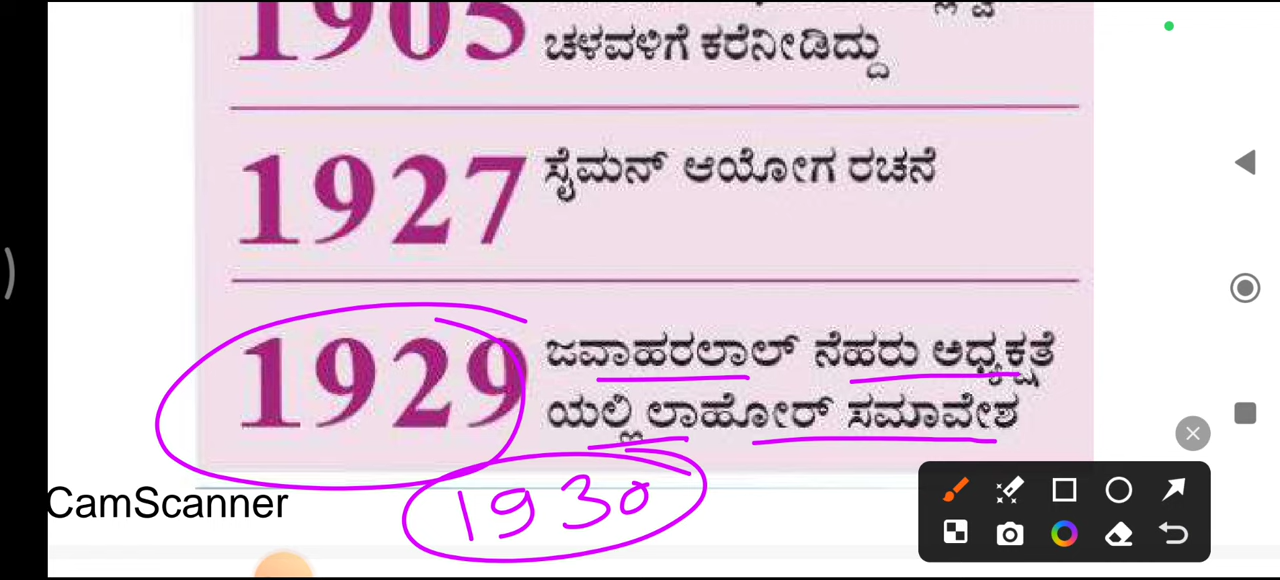 1905
ಚಳವಳಿಗೆ ಕರೆನೀಡಿದ್ದು
1927 ಸೈಮನ್ ಆಯೋಗ ರಚನೆ
1929 ಜವಾಹರಲಾಲ್ ನೆಹರು ಅಧ್ಯಕ್ಷತೆ
ಯಲ್ಲಿ ಲಾಹೋರ್ ಸಮಾವೇಶ
1930
CamScanner